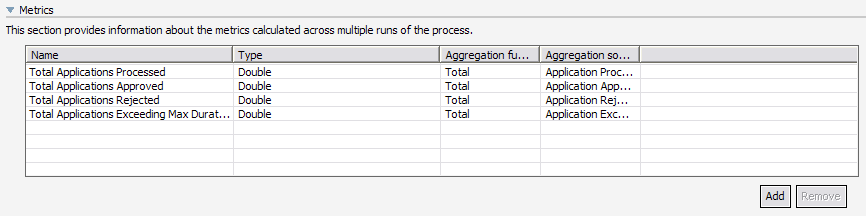 Metrics
This section provides information about the metrics calculated across multiple runs of the process.
Name Type Aggregation fu... Aggregation so...
Total Applications Processed Double Total Application Proc...
Total Applications Approved Double Total Application App...
Total Applications Rejected Double Total Application Rej...
Total Applications Exceeding Max Durat... Double Total Application Exc...
Add Remove